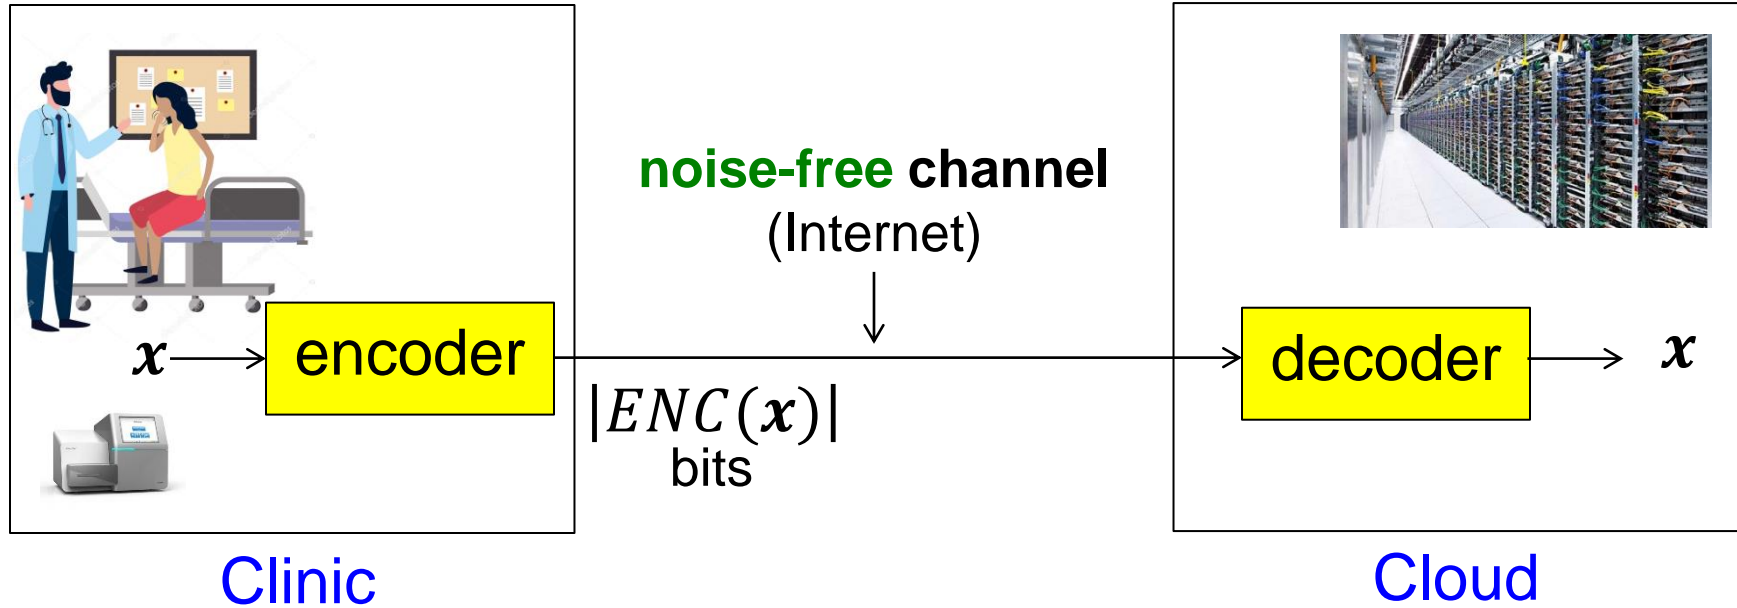 noise-free channel
(Internet)
x
encoder
decoder
x
|ENC(x)|
bits
Clinic
Cloud